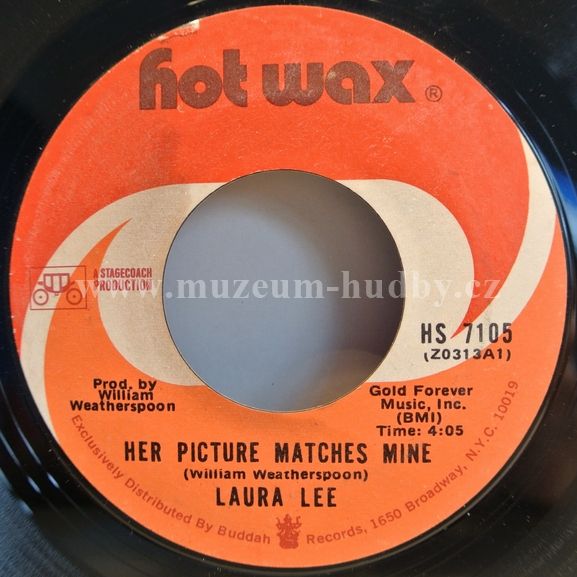 hot wax ®
A STAGECOACH
PRODUCTION
www.muzeum-hudby.cz
HS 7105
(Z0313A1)
Prod. by
William
Weatherspoon
Gold Forever
Music, Inc.
(BMI)
Time: 4:05
HER PICTURE MATCHES MINE
(William Weatherspoon)
LAURA LEE
Exclusively Distributed By Buddah Records, 1650 Broadway, N.Y.C. 10019